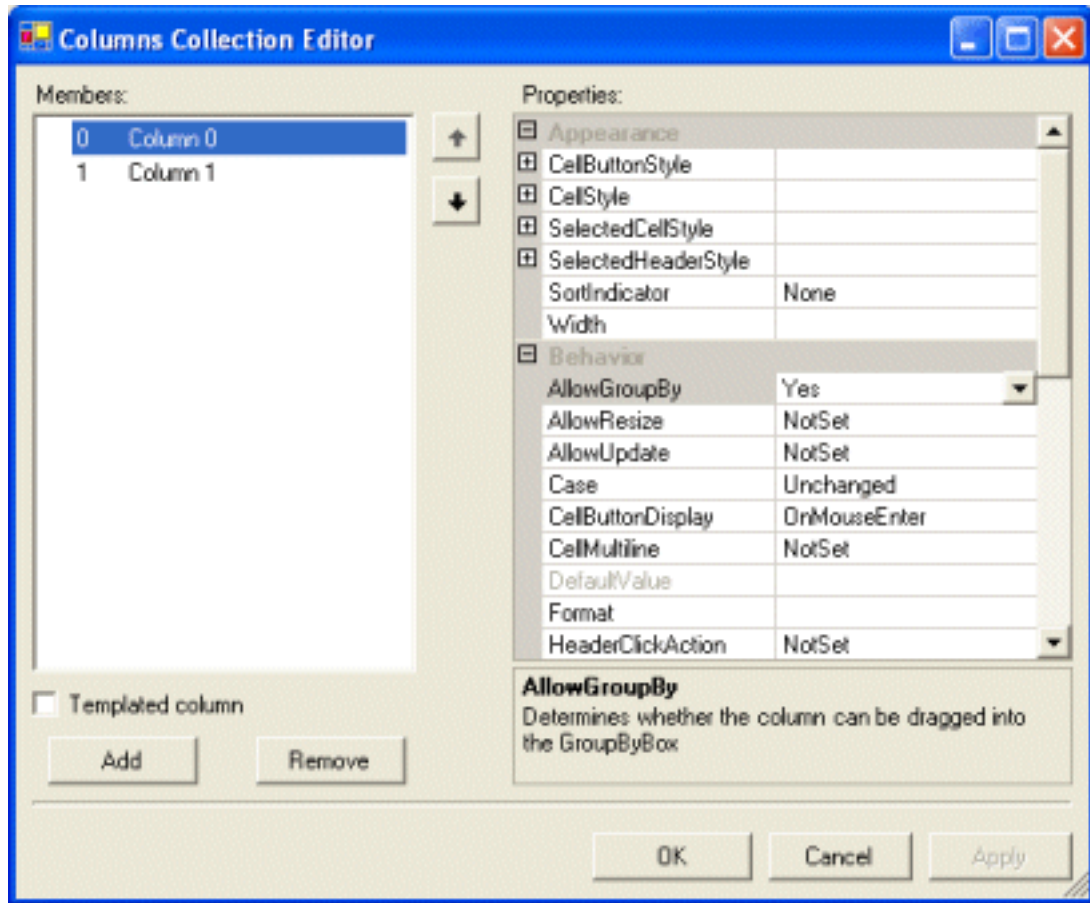 Columns Collection Editor
Members:
0 Column 0
1 Column 1
Templated column
Add Remove
Properties:
Appearance
CellButtonStyle
CellStyle
SelectedCellStyle
SelectedHeaderStyle
SortIndicator None
Width
Behavior
AllowGroupBy Yes
AllowResize NotSet
AllowUpdate NotSet
Case Unchanged
CellButtonDisplay OnMouseEnter
CellMultiline NotSet
DefaultValue
Format
HeaderClickAction NotSet
AllowGroupBy
Determines whether the column can be dragged into
the GroupByBox
OK Cancel Apply